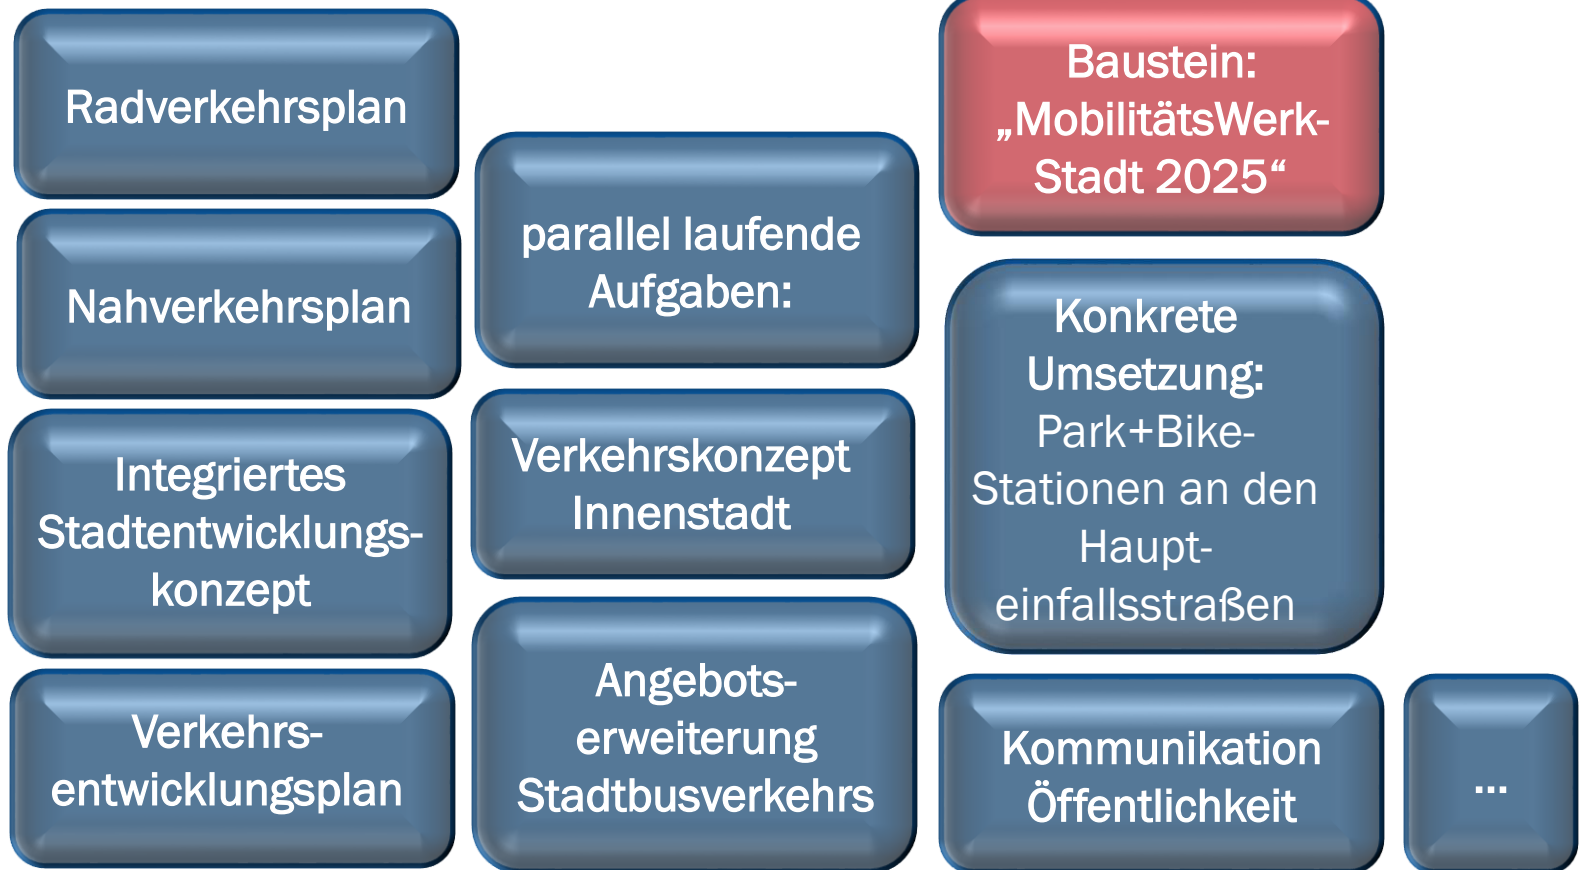 Radverkehrsplan
Nahverkehrsplan
Integriertes
Stadtentwicklungs-
konzept
Verkehrs-
entwicklungsplan
parallel laufende
Aufgaben:
Verkehrskonzept
Innenstadt
Angebots-
erweiterung
Stadtbusverkehrs
Baustein:
„MobilitätsWerk-
Stadt 2025“
Konkrete
Umsetzung:
Park+Bike-
Stationen an den
Haupt-
einfallsstraßen
Kommunikation
Öffentlichkeit
...